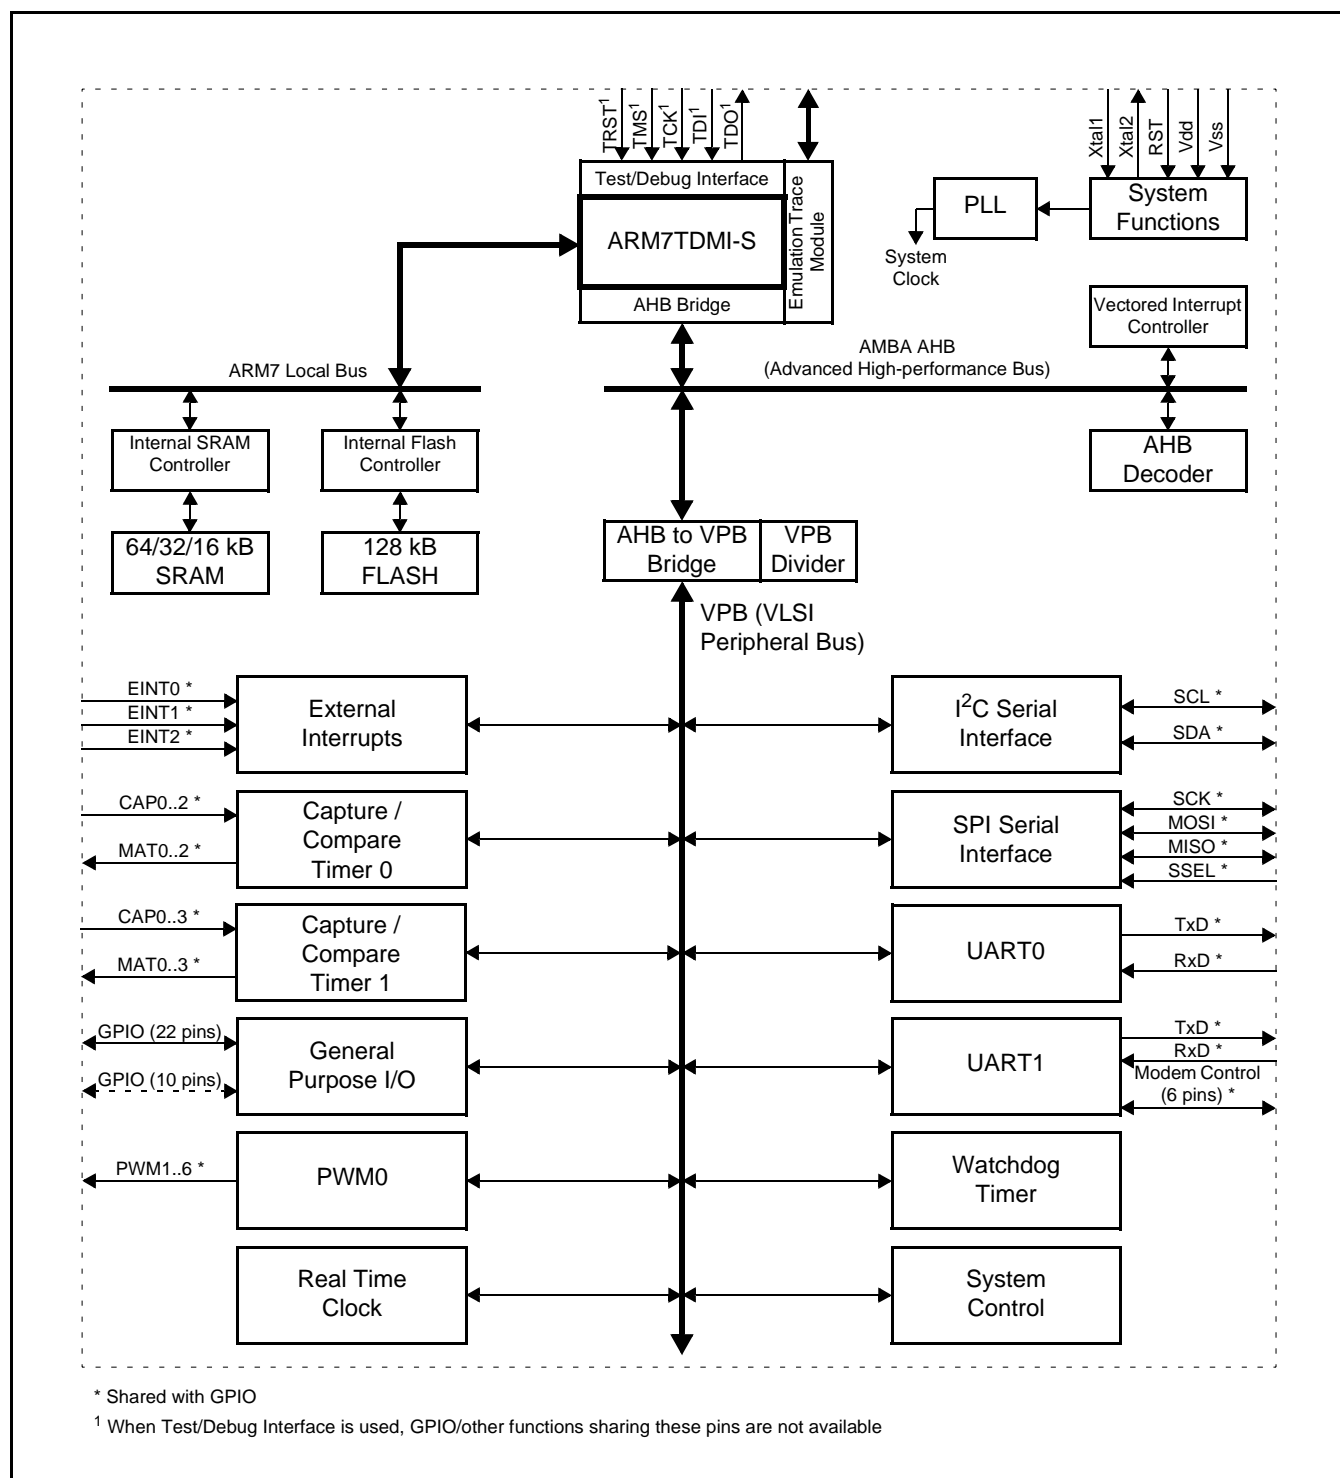 TRST1
TMS1
TCK1
TDI1
TDO1
Xtal1
Xtal2
RST
Vdd
Vss
Test/Debug Interface
ARM7TDMI-S
AHB Bridge
Emulation Trace
Module
PLL
System
Functions
System
Clock
Vectored Interrupt
Controller
ARM7 Local Bus
AMBA AHB
(Advanced High-performance Bus)
Internal SRAM
Controller
Internal Flash
Controller
AHB
Decoder
64/32/16 kB
SRAM
128 kB
FLASH
AHB to VPB
Bridge
VPB
Divider
VPB (VLSI
Peripheral Bus)
EINT0 *
EINT1 *
EINT2 *
External
Interrupts
I2C Serial
Interface
SCL *
SDA *
CAP0..2 *
MAT0..2 *
Capture /
Compare
Timer 0
SPI Serial
Interface
SCK *
MOSI *
MISO *
SSEL *
CAP0..3 *
MAT0..3 *
Capture /
Compare
Timer 1
UART0
TxD *
RxD *
GPIO (22 pins)
GPIO (10 pins)
General
Purpose I/O
UART1
TxD *
RxD *
Modem Control
(6 pins) *
PWM1..6 *
PWM0
Watchdog
Timer
Real Time
Clock
System
Control
* Shared with GPIO
1 When Test/Debug Interface is used, GPIO/other functions sharing these pins are not available